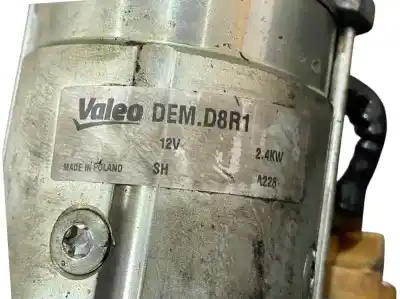 Valeo DEM.D8R1
12V 2.4KW
MADE IN POLAND SH A228